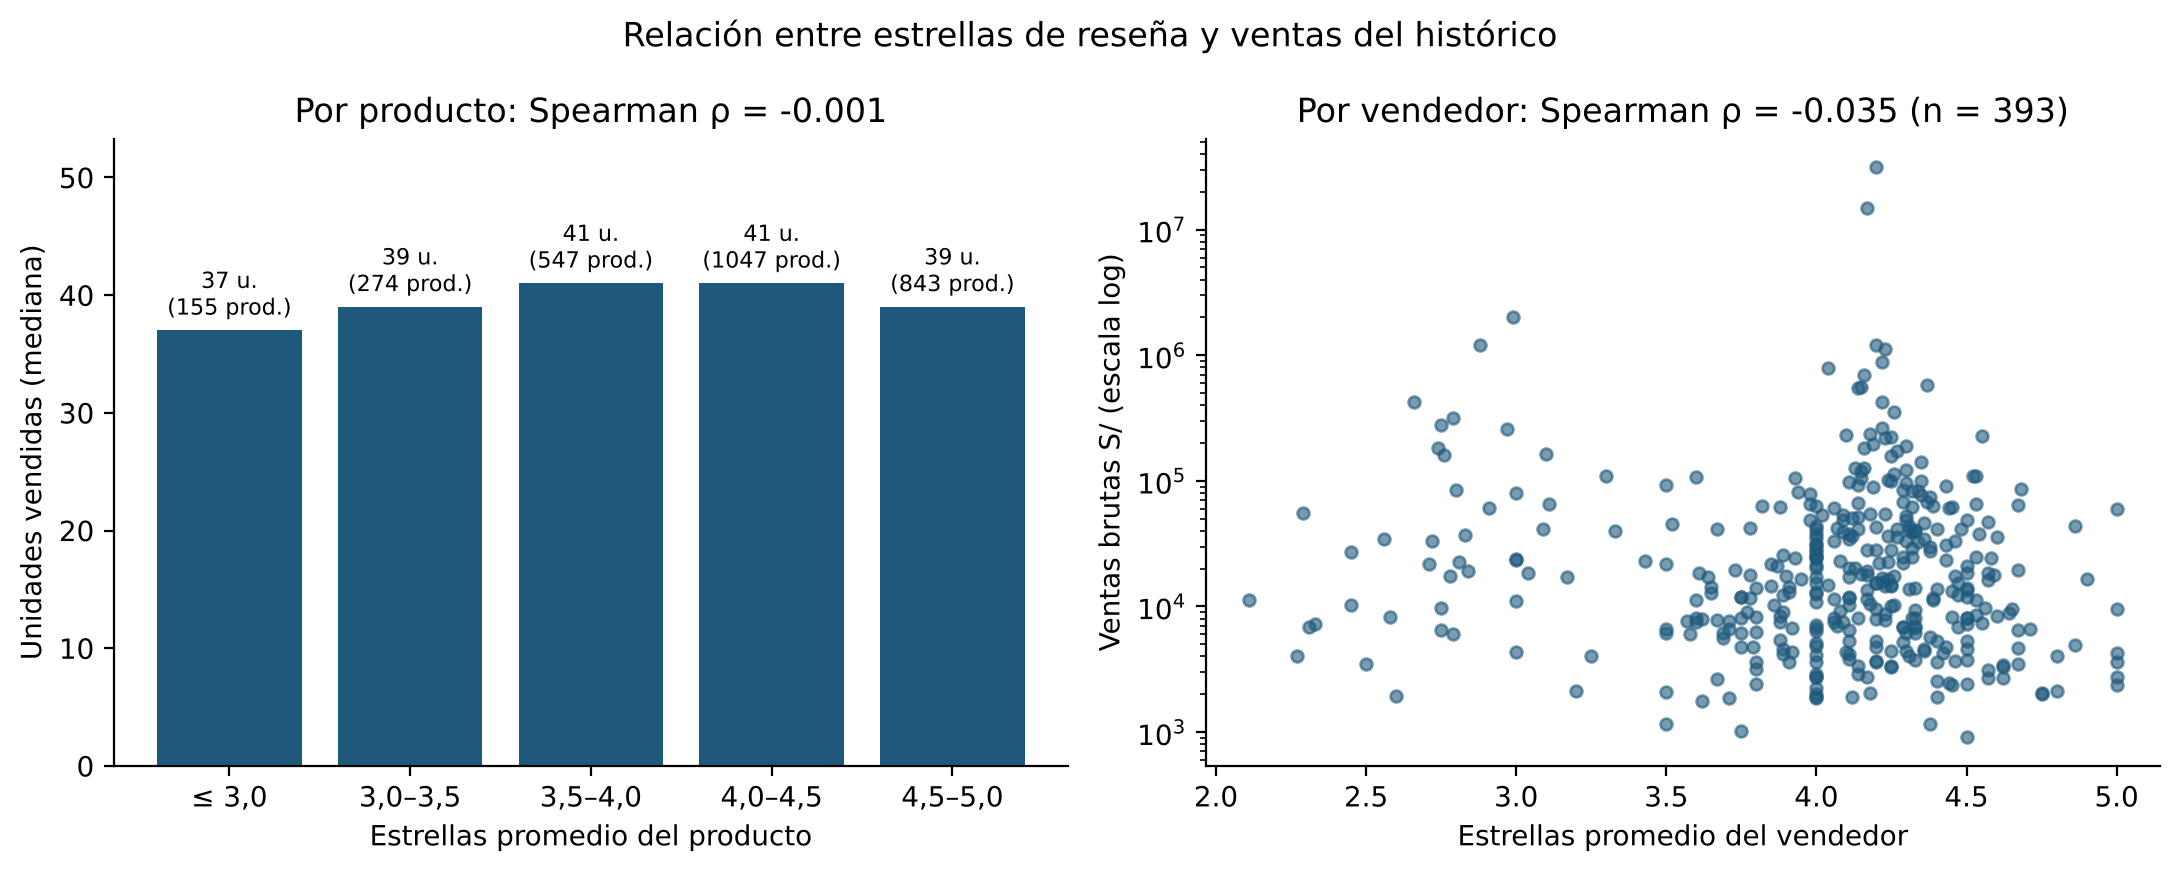 Relación entre estrellas de reseña y ventas del histórico
Por producto: Spearman ρ = -0.001
Unidades vendidas (mediana)
50
40
30
20
10
0
37 u.
(155 prod.)
39 u.
(274 prod.)
41 u.
(547 prod.)
41 u.
(1047 prod.)
39 u.
(843 prod.)
≤ 3,0
3,0–3,5
3,5–4,0
4,0–4,5
4,5–5,0
Estrellas promedio del producto
Por vendedor: Spearman ρ = -0.035 (n = 393)
Ventas brutas S/ (escala log)
10⁷
10⁶
10⁵
10⁴
10³
2.0
2.5
3.0
3.5
4.0
4.5
5.0
Estrellas promedio del vendedor